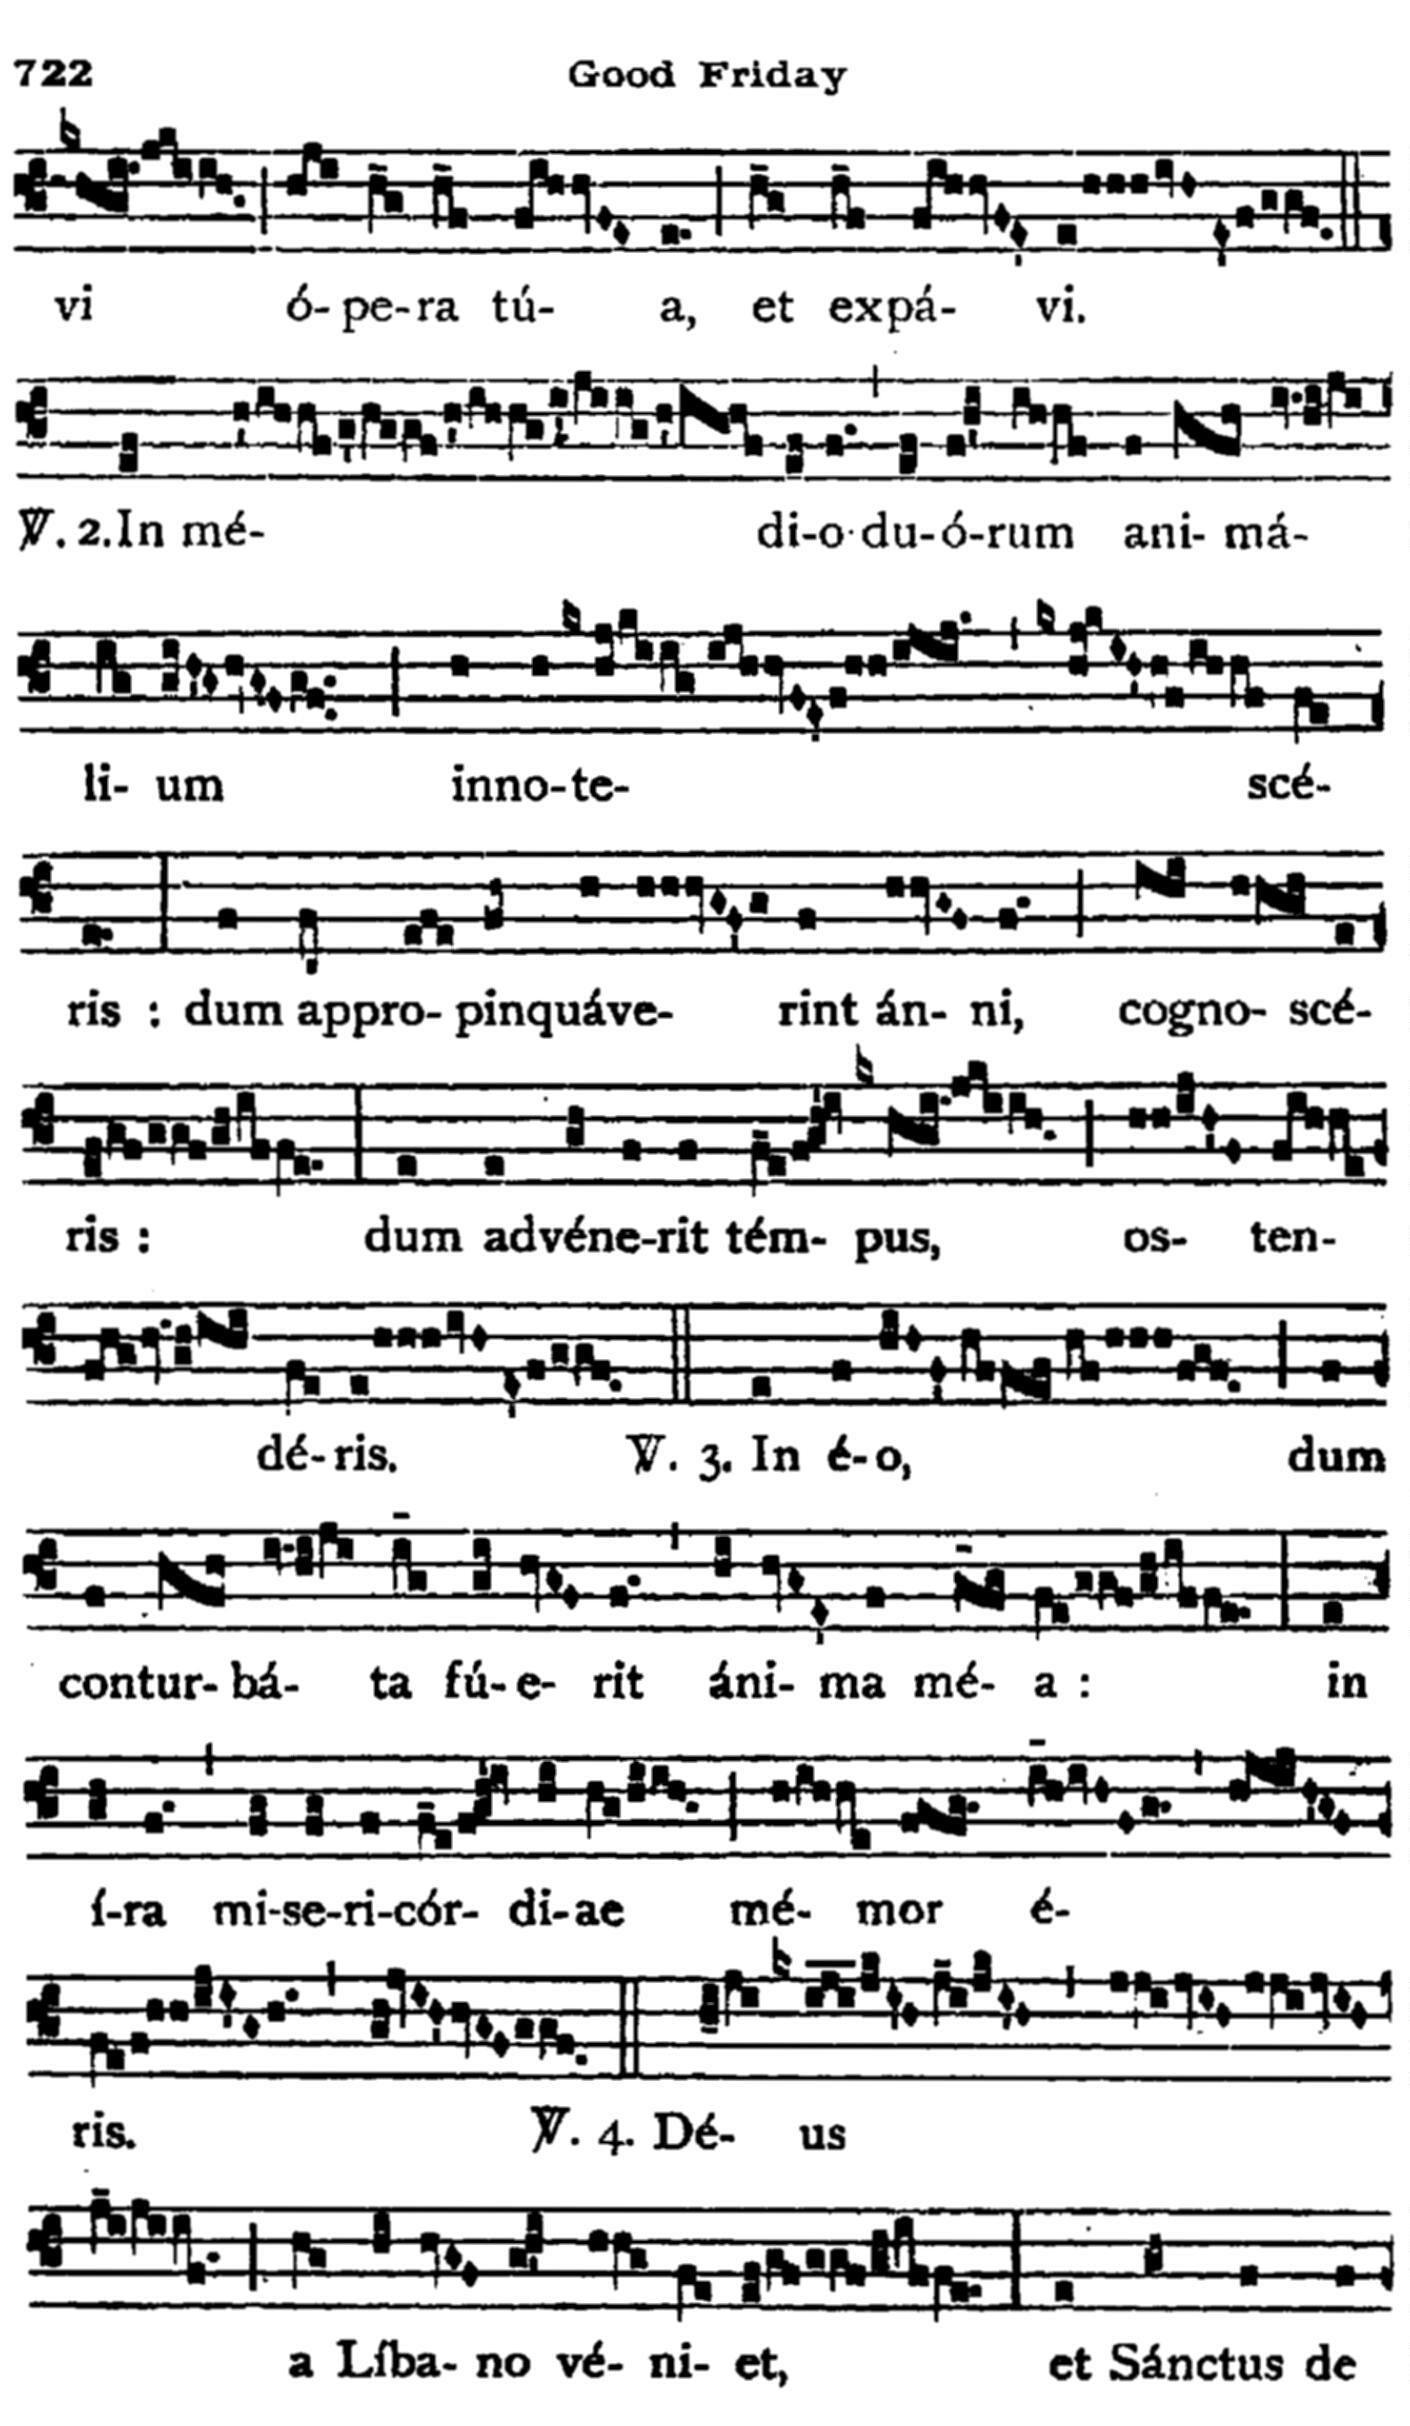 722 Good Friday
vi ó- pe- ra tú- a, et expá- vi.
℣. 2. In mé- di-o du-ó-rum ani- má-
li- um inno-te- scé-
ris : dum appro- pinquáve- rint án- ni, cogno- scé-
ris : dum advéne-rit tém- pus, os- ten-
dé- ris. ℣. 3. In é- o, dum
contur- bá- ta fú- e- rit áni- ma mé- a : in
í-ra mi-se-ri-cór- di-ae mé- mor é-
ris. ℣. 4. Dé- us
a Líba- no vé- ni- et, et Sánctus de